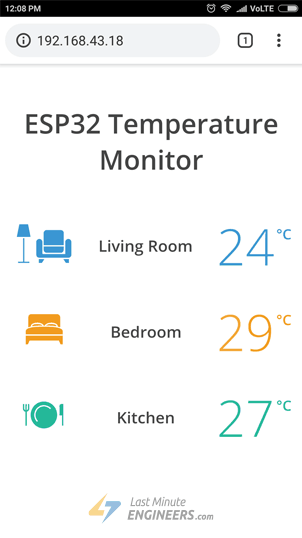 12:08 PM VoLTE
192.168.43.18 1
ESP32 Temperature
Monitor
Living Room 24 °C
Bedroom 29 °C
Kitchen 27 °C
Last Minute
ENGINEERS.com